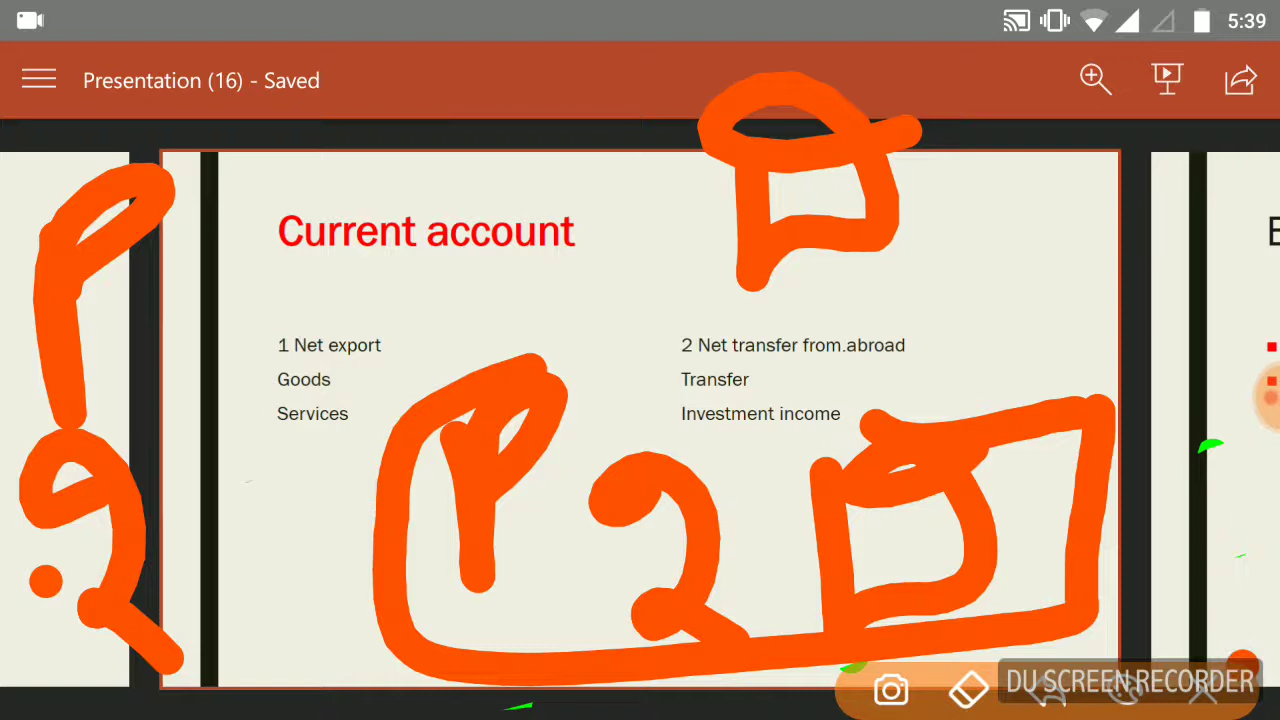 5:39
Presentation (16) - Saved
Current account
1 Net export
Goods
Services
2 Net transfer from.abroad
Transfer
Investment income
P 2
DU SCREEN RECORDER